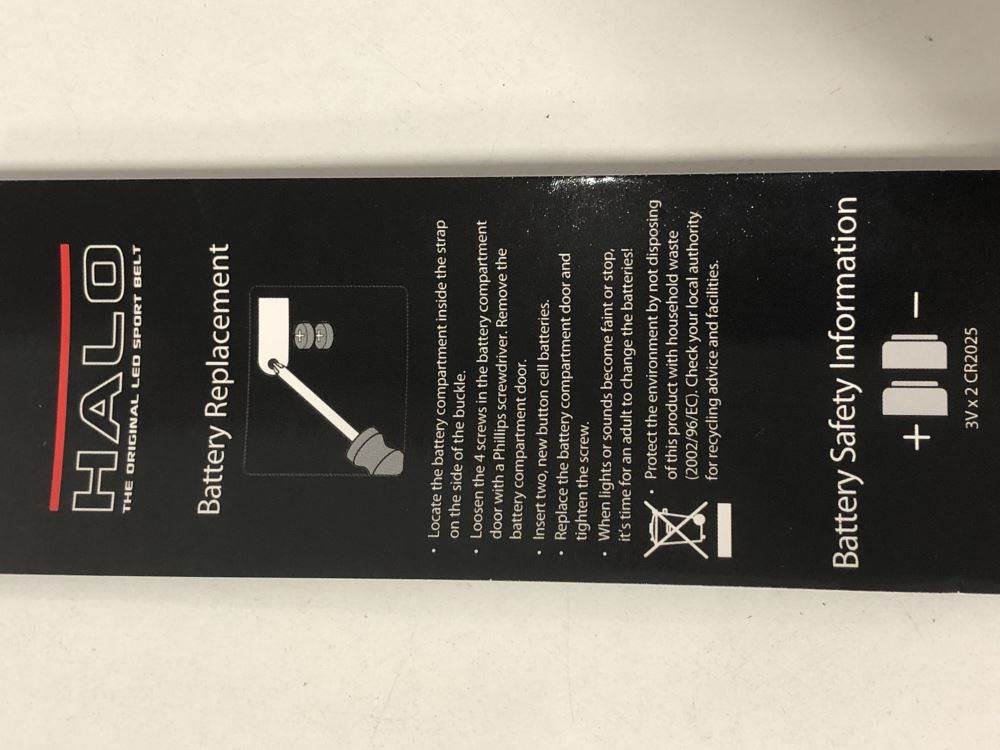 HALO
THE ORIGINAL LED SPORT BELT
Battery Replacement
• Locate the battery compartment inside the strap
on the side of the buckle.
• Loosen the 4 screws in the battery compartment
door with a Phillips screwdriver. Remove the
battery compartment door.
• Insert two, new button cell batteries.
• Replace the battery compartment door and
tighten the screw.
• When lights or sounds become faint or stop,
it's time for an adult to change the batteries!
• Protect the environment by not disposing
of this product with household waste
(2002/96/EC). Check your local authority
for recycling advice and facilities.
Battery Safety Information
+ −
3V x 2 CR2025